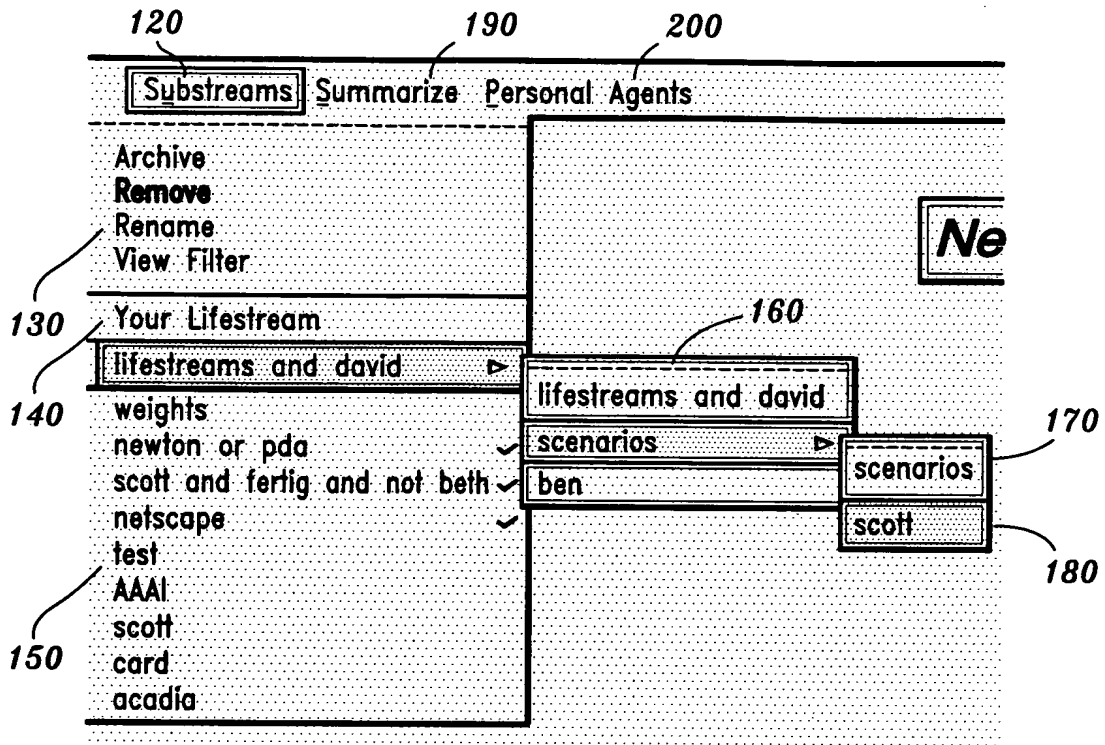 120 190 200
Substreams Summarize Personal Agents
Archive
Remove
Rename
View Filter
Ne
130
Your Lifestream
160
140
lifestreams and david
lifestreams and david
weights
newton or pda
scenarios
170
scenarios
scott and fertig and not beth
ben
netscape
scott
180
test
AAAI
150
scott
card
acadia